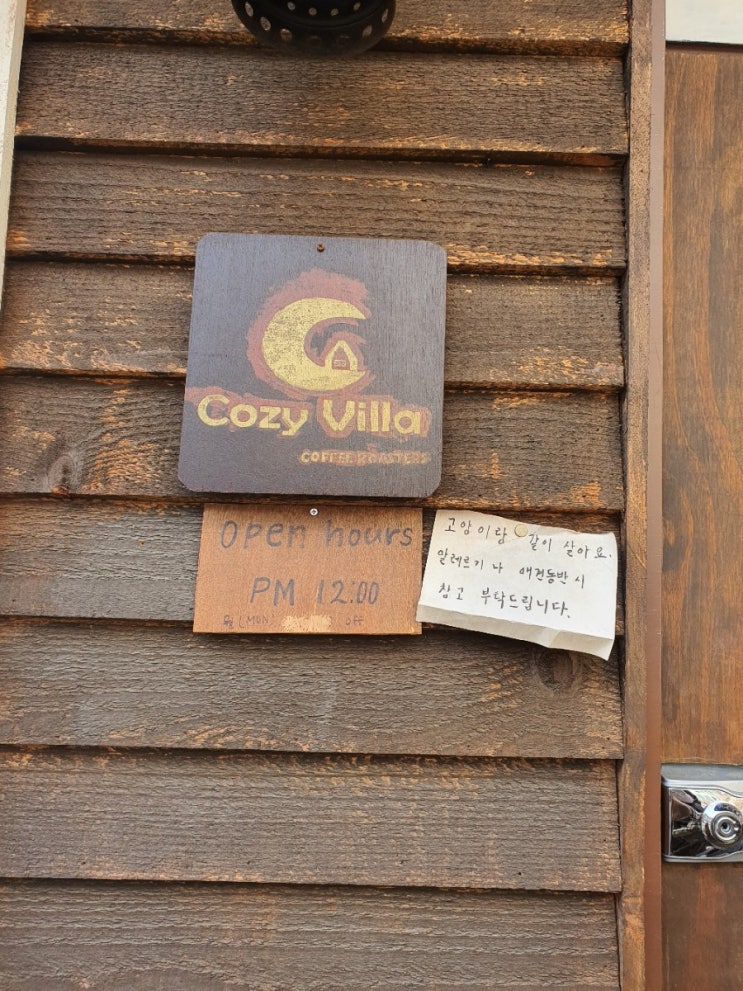 Cozy Villa
COFFEE ROASTERS
Open hours
PM 12:00
월(MON) OFF
고양이랑 같이 살아요.
알레르기나 애견동반 시
참고 부탁드립니다.